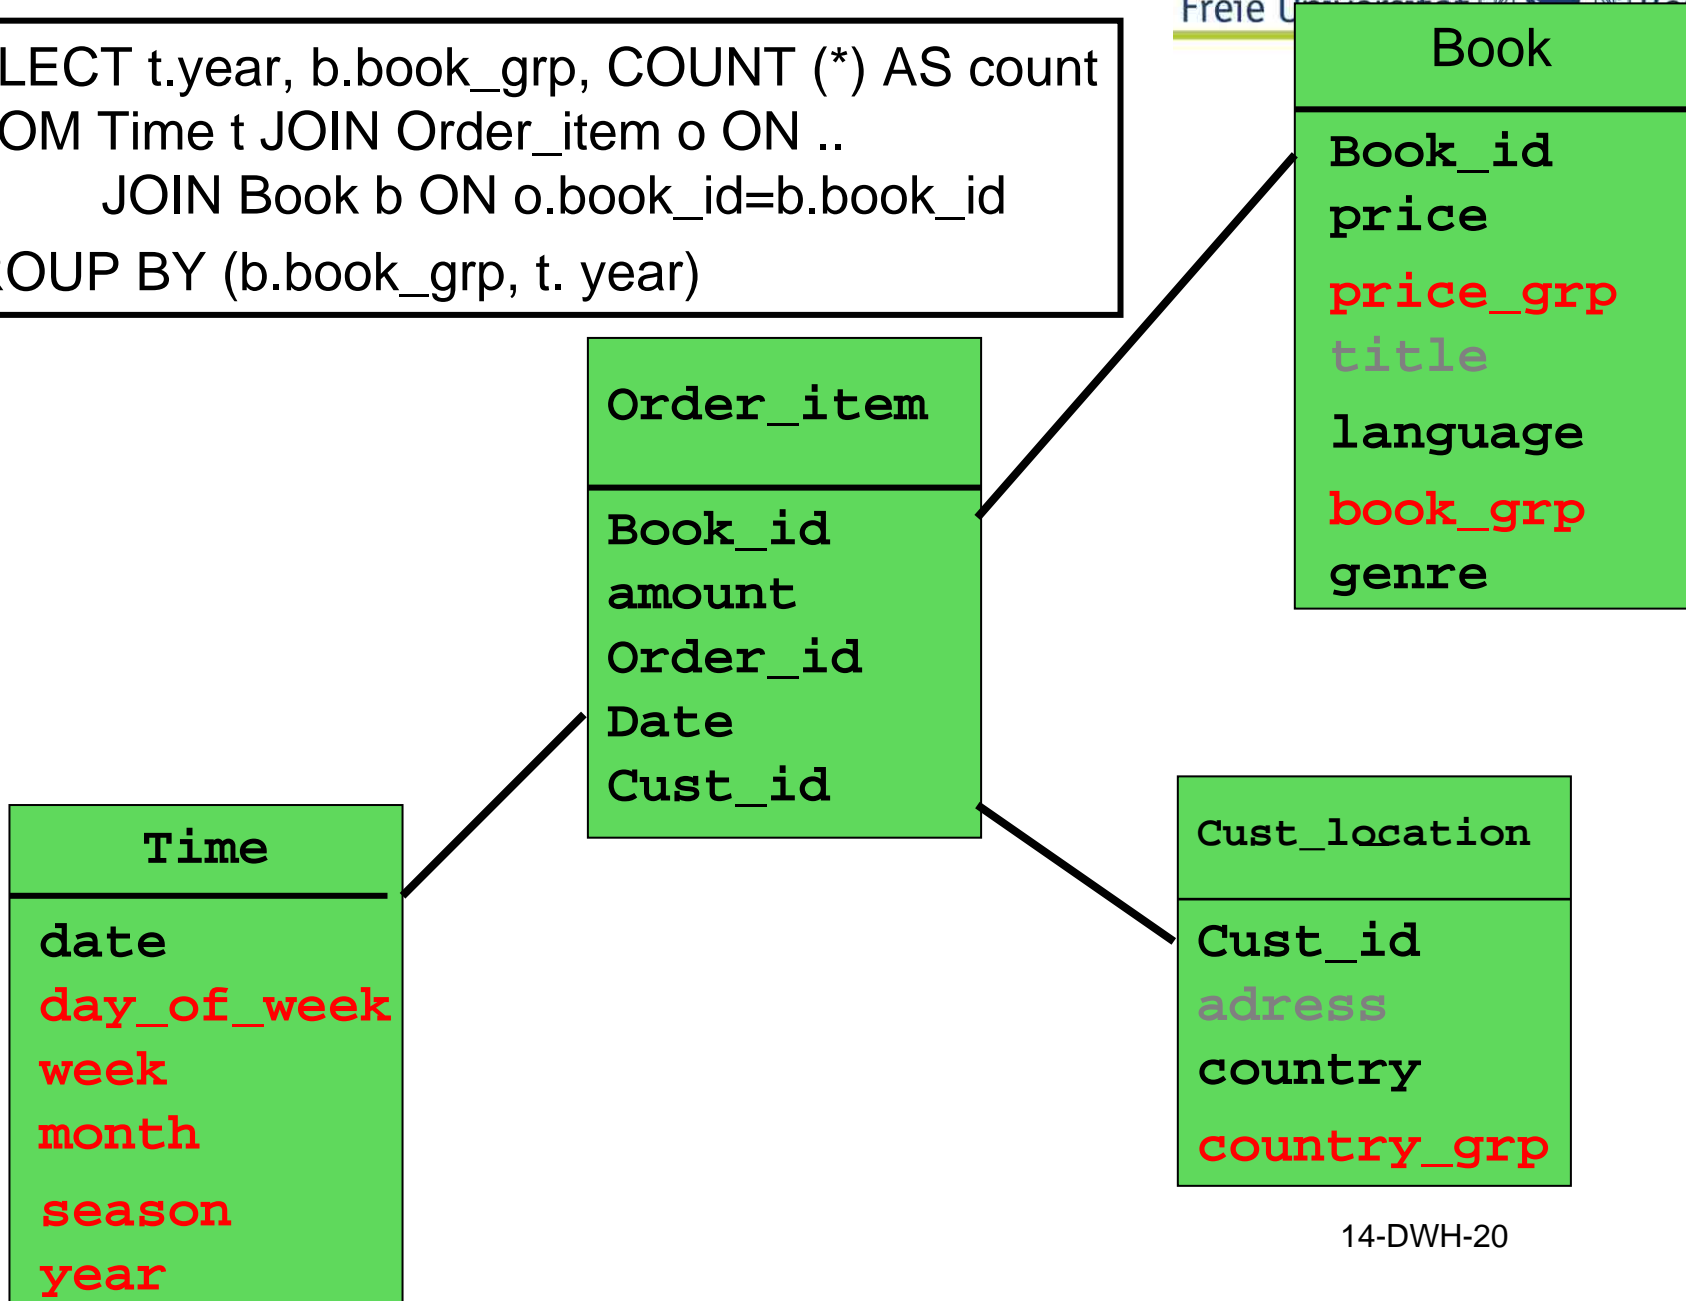 Freie
LECT t.year, b.book_grp, COUNT (*) AS count
OM Time t JOIN Order_item o ON ..
JOIN Book b ON o.book_id=b.book_id
ROUP BY (b.book_grp, t. year)
Book
Book_id
price
price_grp
title
language
book_grp
genre
Order_item
Book_id
amount
Order_id
Date
Cust_id
Time
date
day_of_week
week
month
season
year
Cust_location
Cust_id
adress
country
country_grp
14-DWH-20